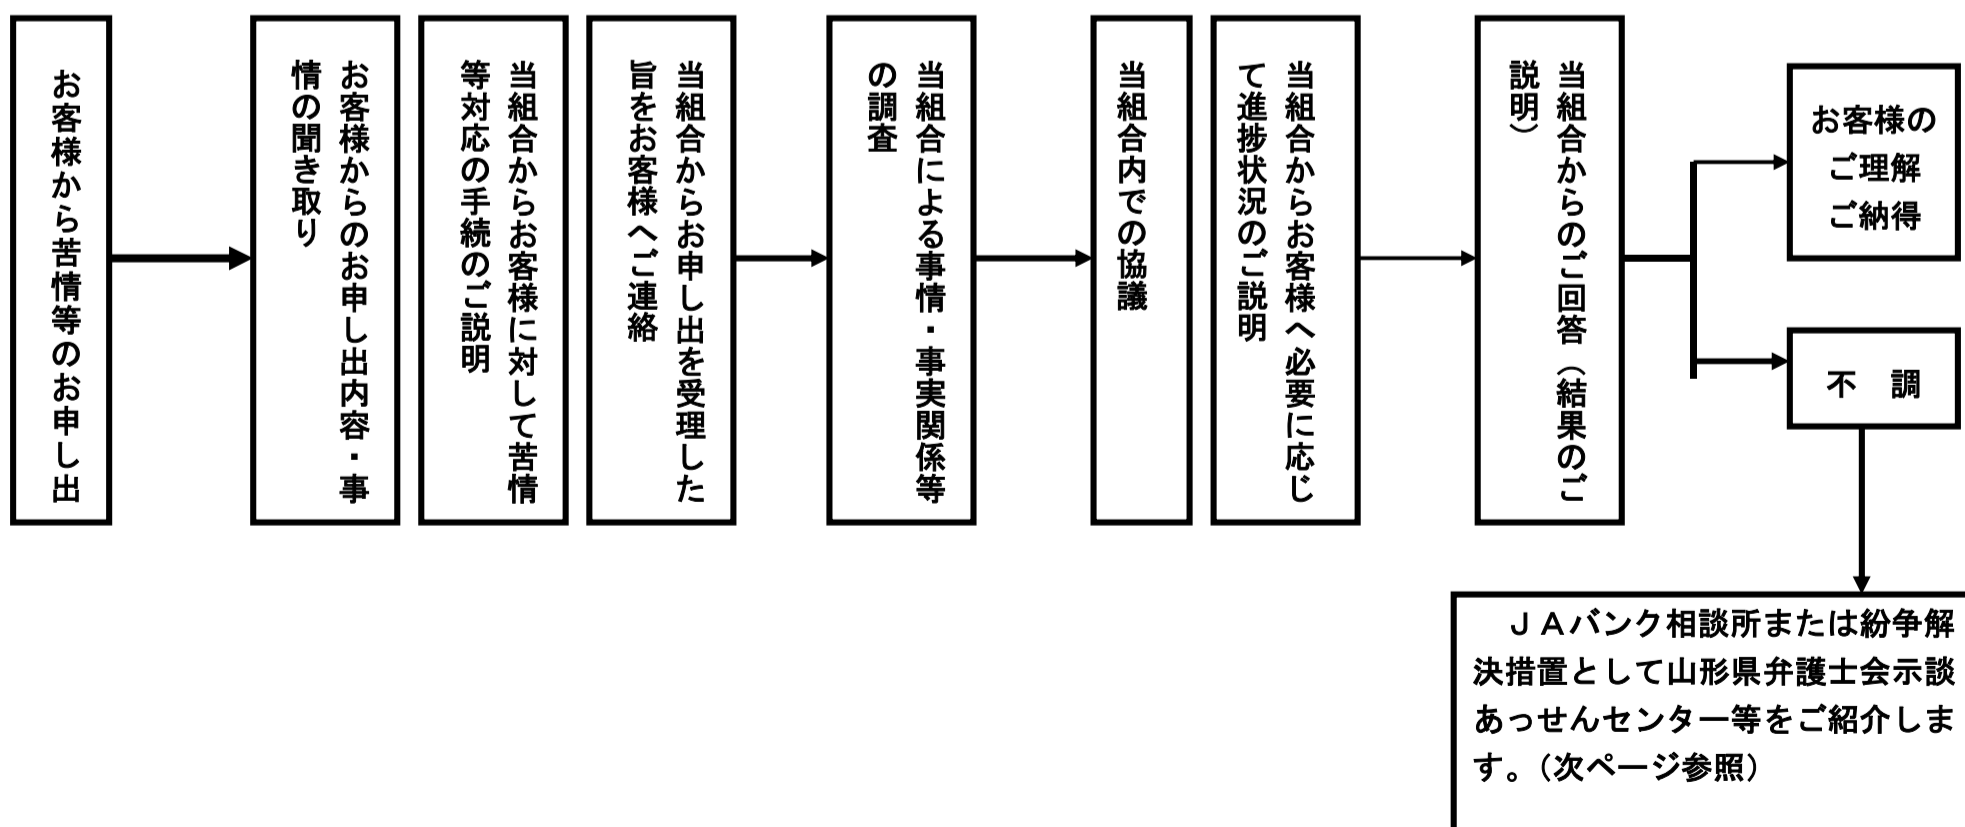 お客様から苦情等のお申し出
お客様からのお申し出内容・事
情の聞き取り
当組合からお客様に対して苦情
等対応の手続のご説明
当組合からお申し出を受理した
旨をお客様へご連絡
当組合による事情・事実関係等
の調査
当組合内での協議
当組合からお客様へ必要に応じ
て進捗状況のご説明
当組合からのご回答（結果のご
説明）
お客様の
ご理解
ご納得
不　調
ＪＡバンク相談所または紛争解
決措置として山形県弁護士会示談
あっせんセンター等をご紹介しま
す。（次ページ参照）